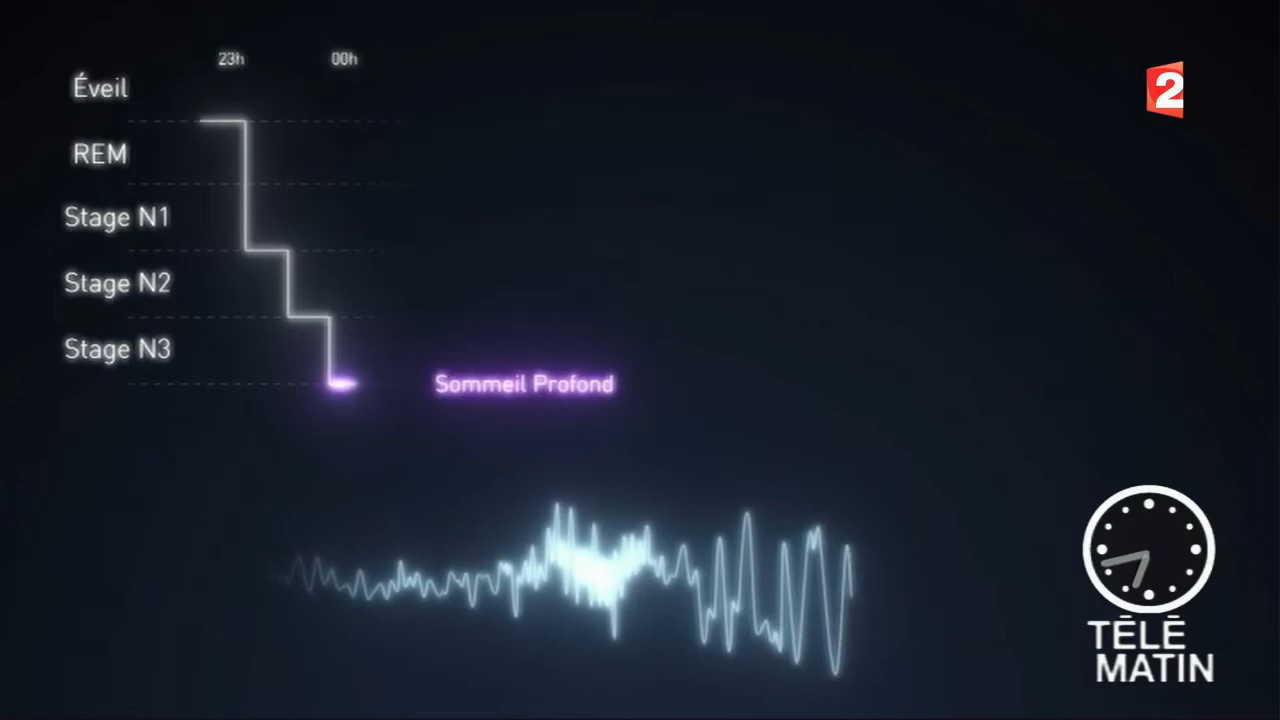 23h 00h
Éveil
REM
Stage N1
Stage N2
Stage N3
Sommeil Profond
2
TÉLÉ
MATIN